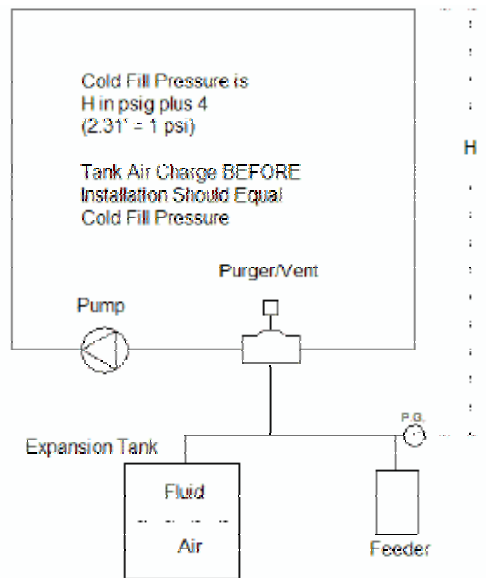 Cold Fill Pressure is
H in psig plus 4
(2.31' = 1 psi)
Tank Air Charge BEFORE
Installation Should Equal
Cold Fill Pressure
H
Purger/Vent
Pump
P.G.
Expansion Tank
Fluid
Air
Feeder